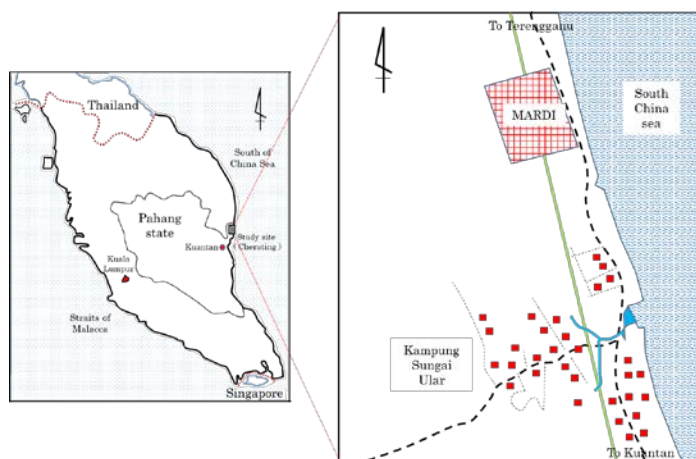 Thailand
South of
China Sea
Pahang
state
Kuantan
Study site
(Cherating)
Kuala
Lumpur
Straits of
Malacca
Singapore
To Terengganu
MARDI
South
China
sea
Kampung
Sungai
Ular
To Kuantan